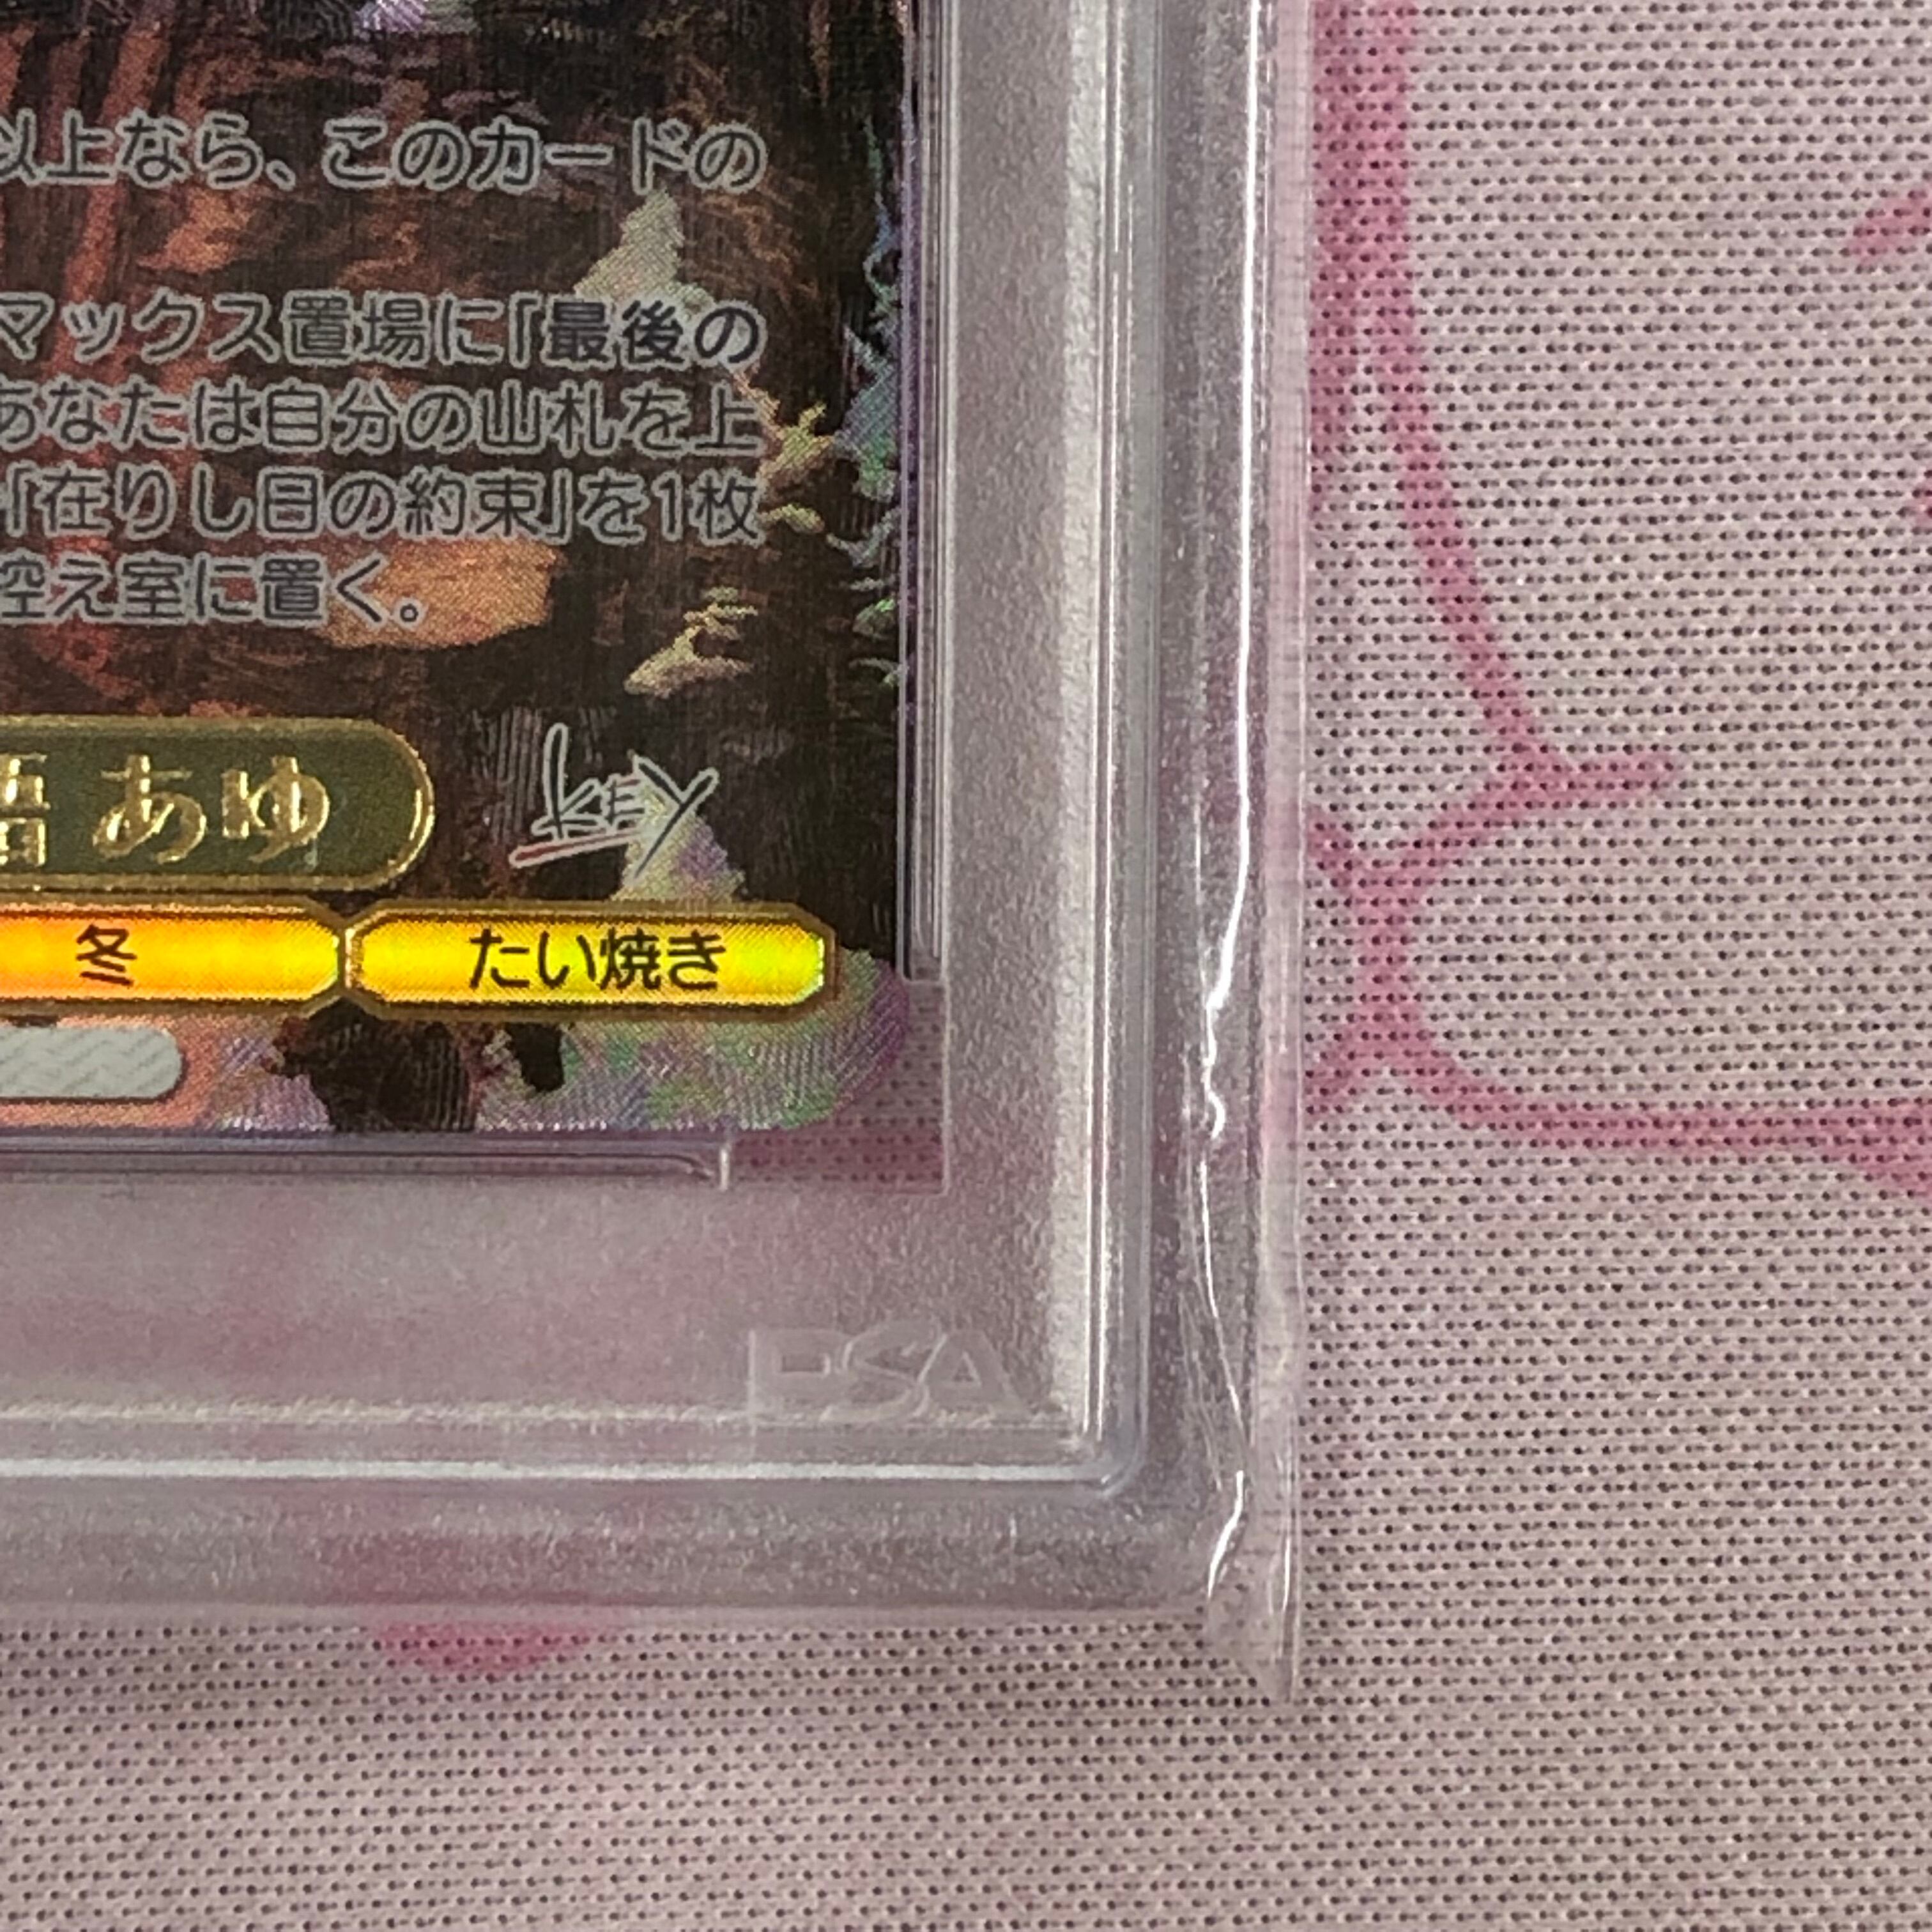 以上なら、このカードの
マックス置場に「最後の
あなたは自分の山札を上
「在りし日の約束」を1枚
控え室に置く。
あゆ
KEY
冬
たい焼き
PSA